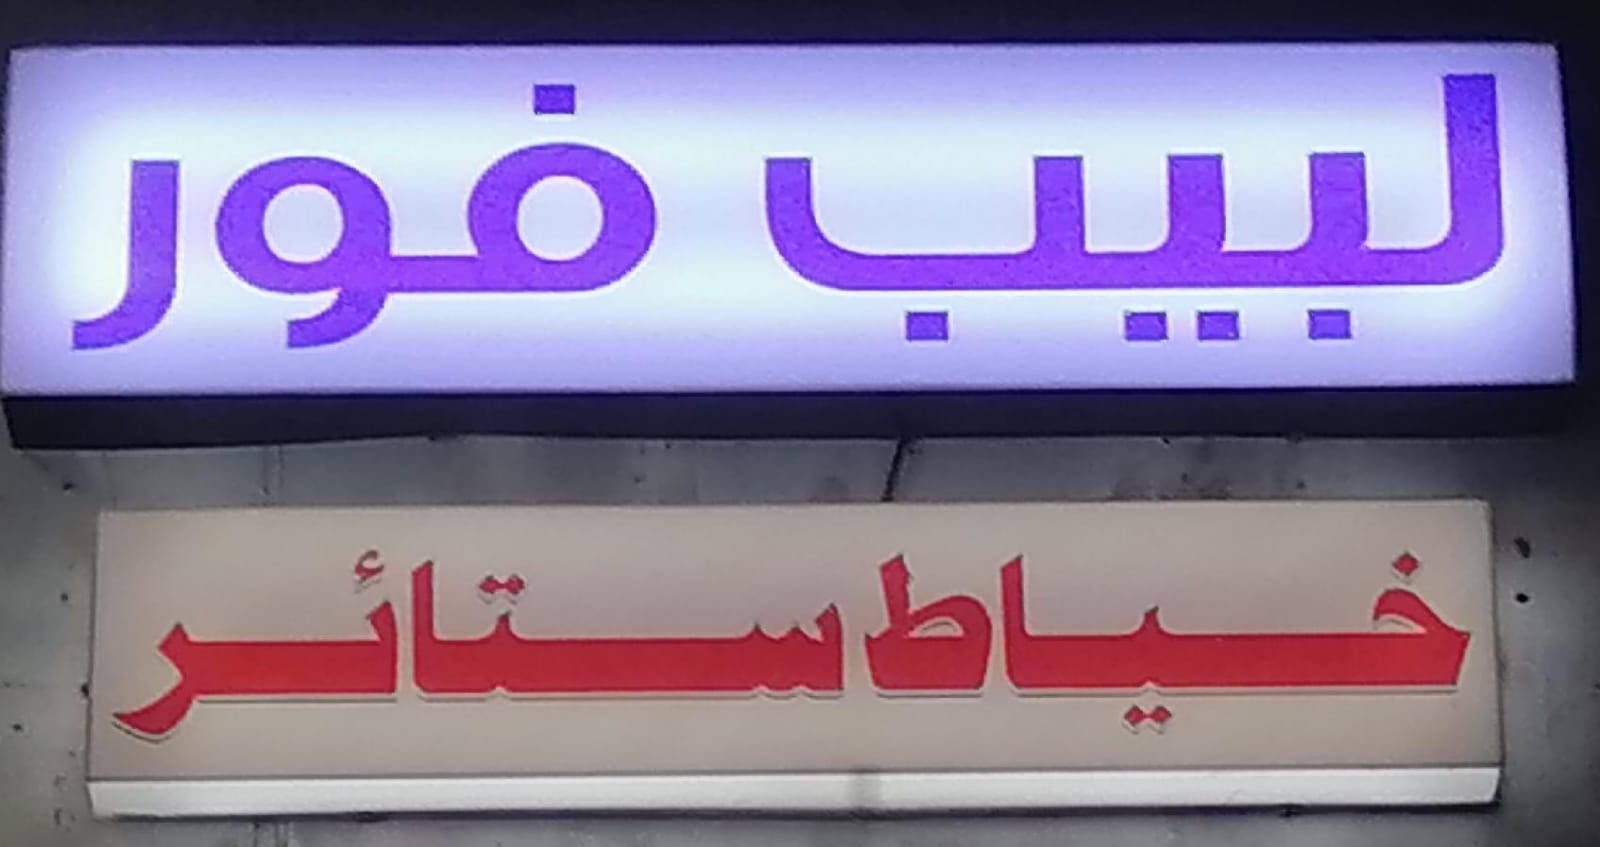 لبيب فور
خياط ستائر